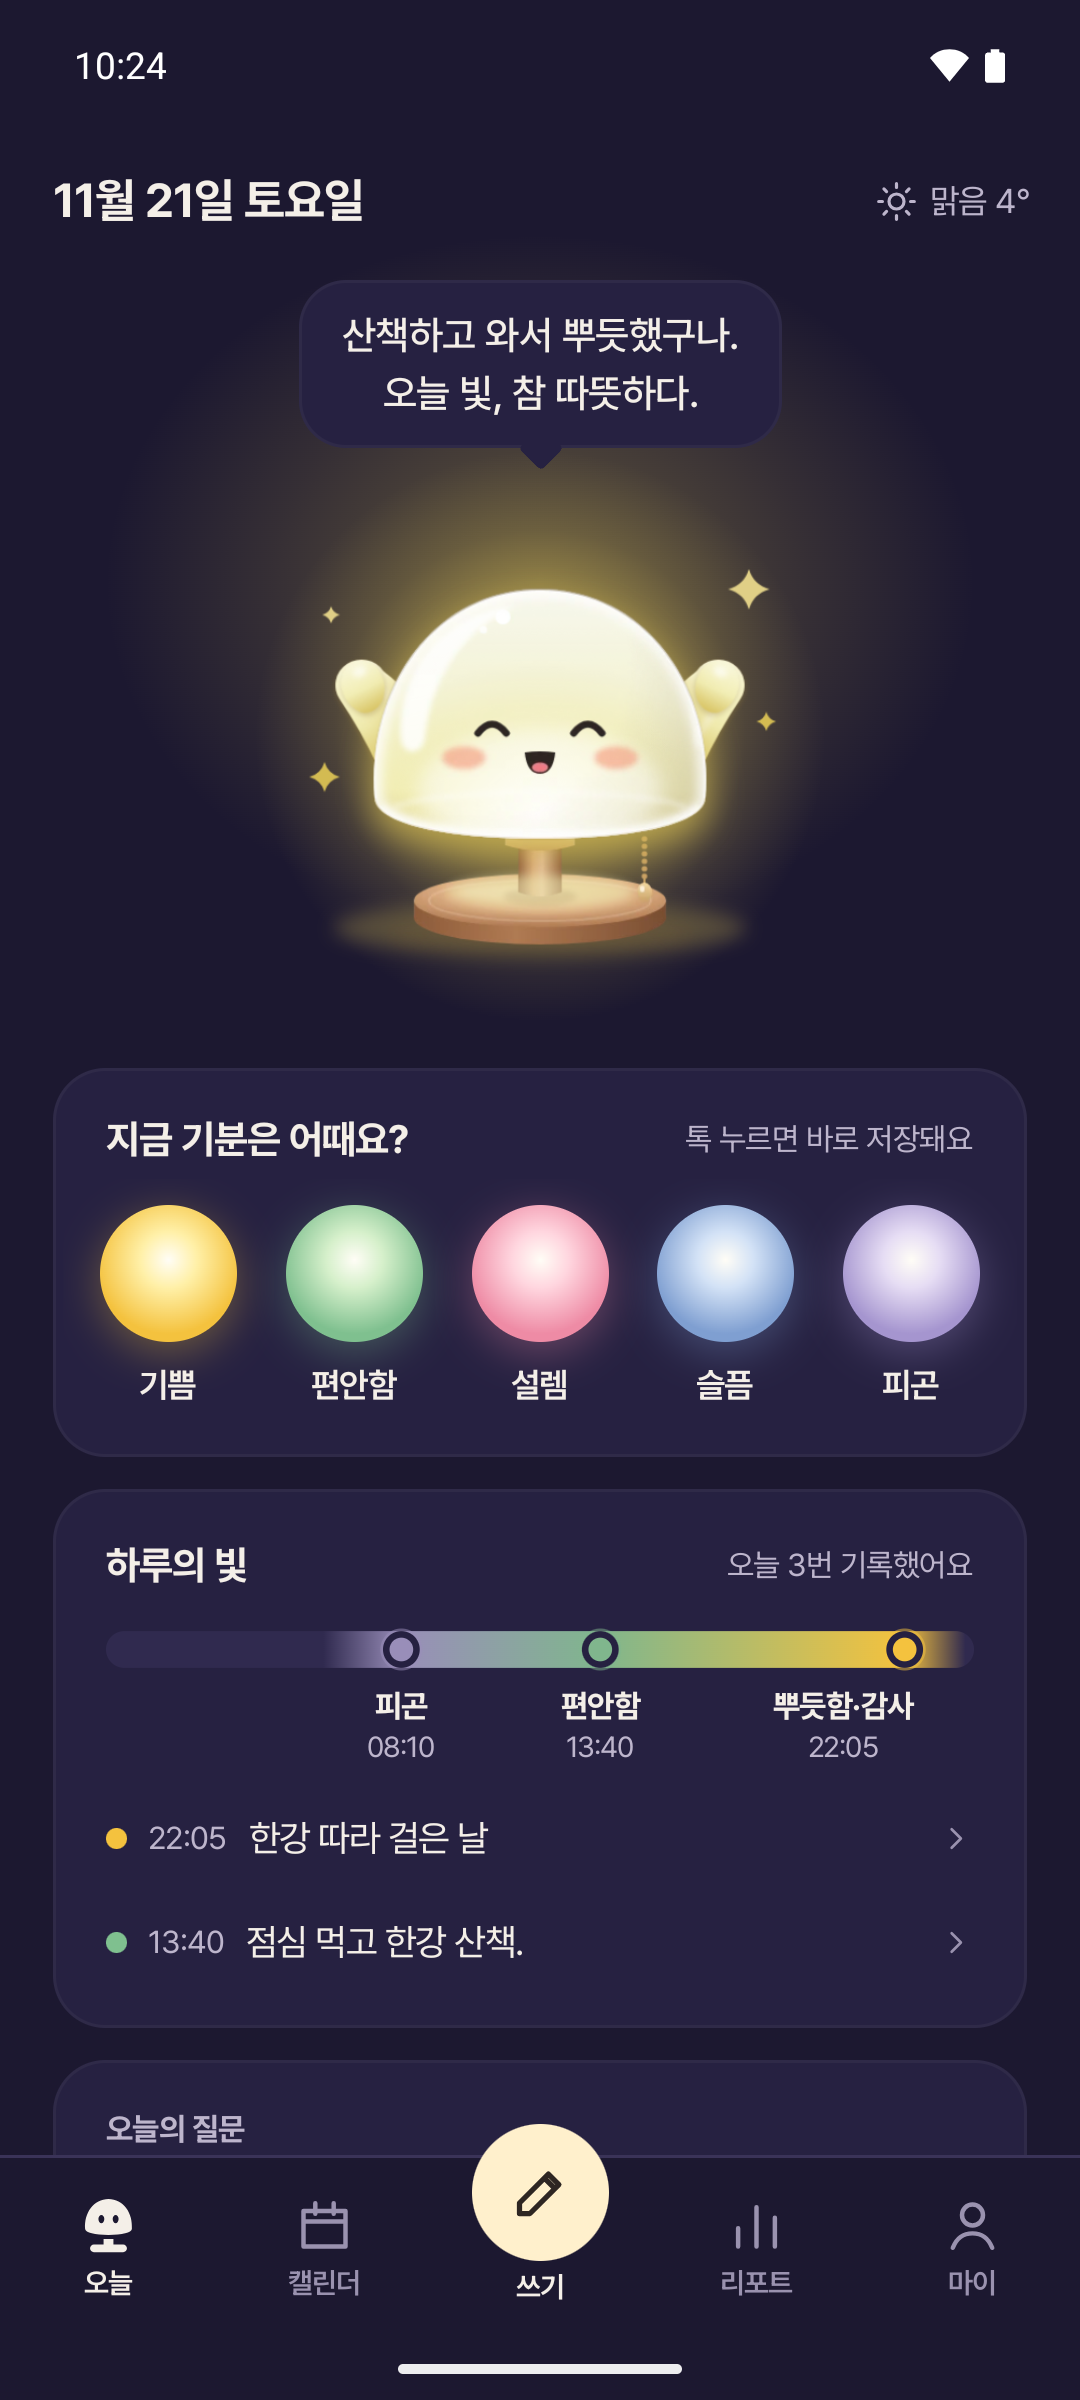 10:24
11월 21일 토요일
맑음 4°
산책하고 와서 뿌듯했구나.
오늘 빛, 참 따뜻하다.
지금 기분은 어때요?
톡 누르면 바로 저장돼요
기쁨
편안함
설렘
슬픔
피곤
하루의 빛
오늘 3번 기록했어요
피곤
편안함
뿌듯함·감사
08:10
13:40
22:05
22:05 한강 따라 걸은 날
13:40 점심 먹고 한강 산책.
오늘의 질문
오늘
캘린더
쓰기
리포트
마이